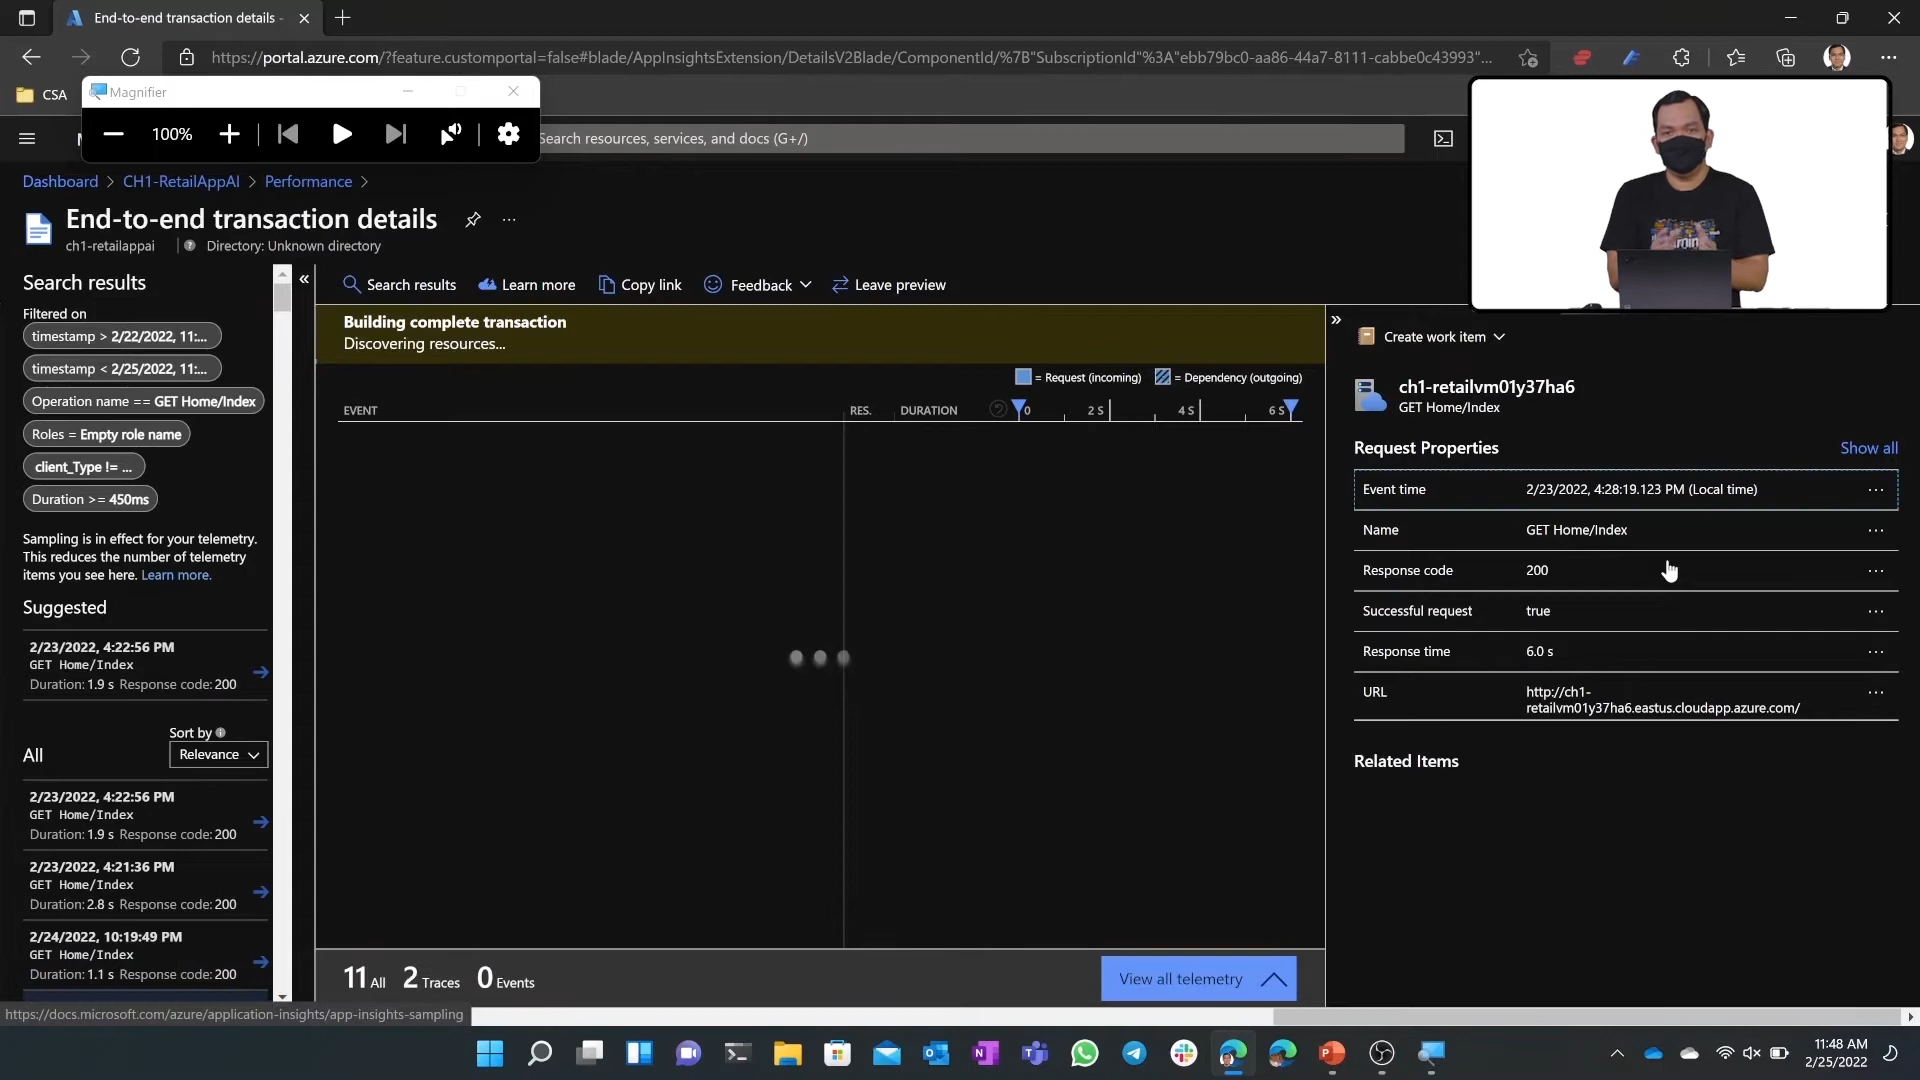 End-to-end transaction details -
https://portal.azure.com/?feature.customportal=false#blade/AppInsightsExtension/DetailsV2Blade/ComponentId/%7B"SubscriptionId"%3A"ebb79bc0-aa86-44a7-8111-cabbe0c43993"...
CSA
Magnifier
100%
Search resources, services, and docs (G+/)
Dashboard > CH1-RetailAppAI > Performance >
End-to-end transaction details
ch1-retailappai
Directory: Unknown directory
Search results
Filtered on
timestamp > 2/22/2022, 11:...
timestamp < 2/25/2022, 11:...
Operation name == GET Home/Index
Roles = Empty role name
client_Type != ...
Duration >= 450ms
Sampling is in effect for your telemetry.
This reduces the number of telemetry
items you see here. Learn more.
Suggested
2/23/2022, 4:22:56 PM
GET Home/Index
Duration: 1.9 s Response code: 200
Sort by
All
Relevance
2/23/2022, 4:22:56 PM
GET Home/Index
Duration: 1.9 s Response code: 200
2/23/2022, 4:21:36 PM
GET Home/Index
Duration: 2.8 s Response code: 200
2/24/2022, 10:19:49 PM
GET Home/Index
Duration: 1.1 s Response code: 200
https://docs.microsoft.com/azure/application-insights/app-insights-sampling
Search results Learn more Copy link Feedback Leave preview
Building complete transaction
Discovering resources...
= Request (incoming) = Dependency (outgoing)
EVENT RES. DURATION 0 2 S 4 S 6 S
11 All 2 Traces 0 Events
View all telemetry
Create work item
ch1-retailvm01y37ha6
GET Home/Index
Request Properties Show all
Event time 2/23/2022, 4:28:19.123 PM (Local time) ...
Name GET Home/Index ...
Response code 200 ...
Successful request true ...
Response time 6.0 s ...
URL http://ch1-
retailvm01y37ha6.eastus.cloudapp.azure.com/ ...
Related Items
11:48 AM
2/25/2022